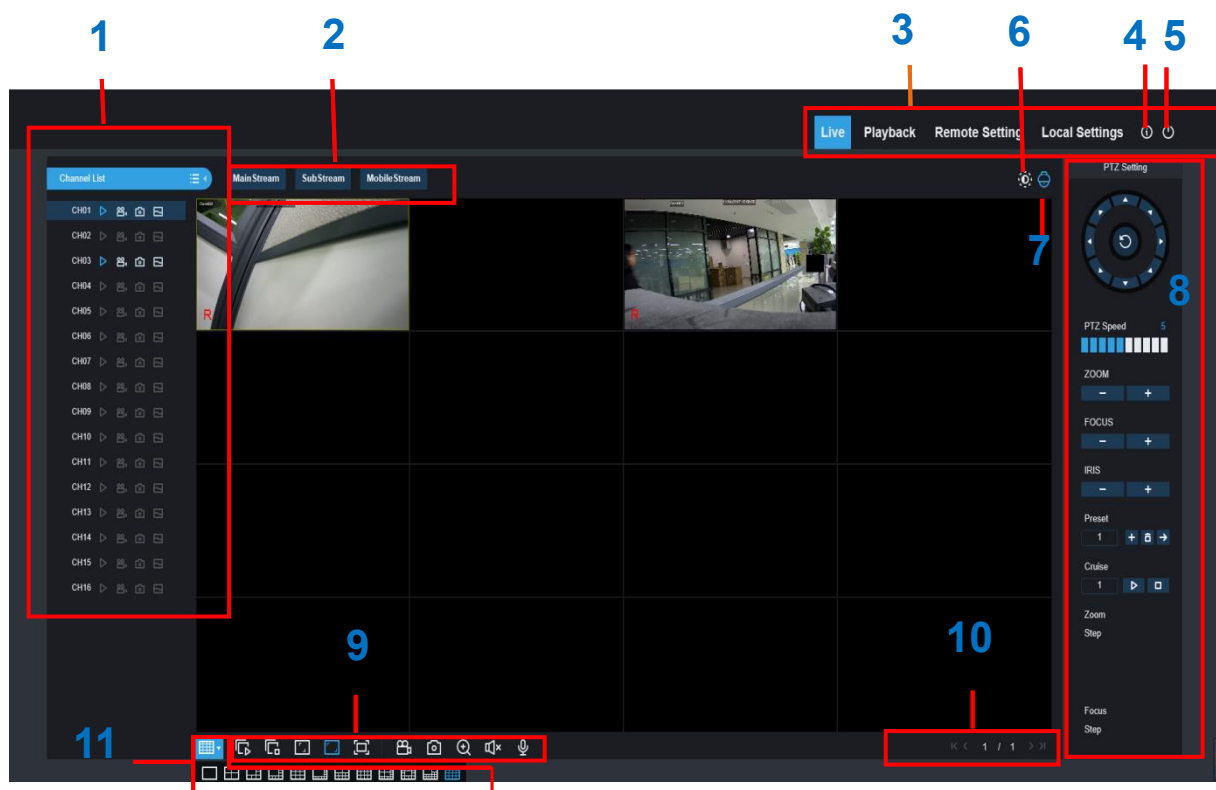 1 2 3 6 4 5
Live Playback Remote Setting Local Settings
Channel List
Main Stream Sub Stream Mobile Stream
PTZ Setting
CH01
CH02
CH03
CH04
CH05
CH06
CH07
CH08
CH09
CH10
CH11
CH12
CH13
CH14
CH15
CH16
R
R
7
8
PTZ Speed 5
ZOOM
- +
FOCUS
- +
IRIS
- +
Preset
1
Cruise
1
Zoom
Step
Focus
Step
9
10
11
1 / 1